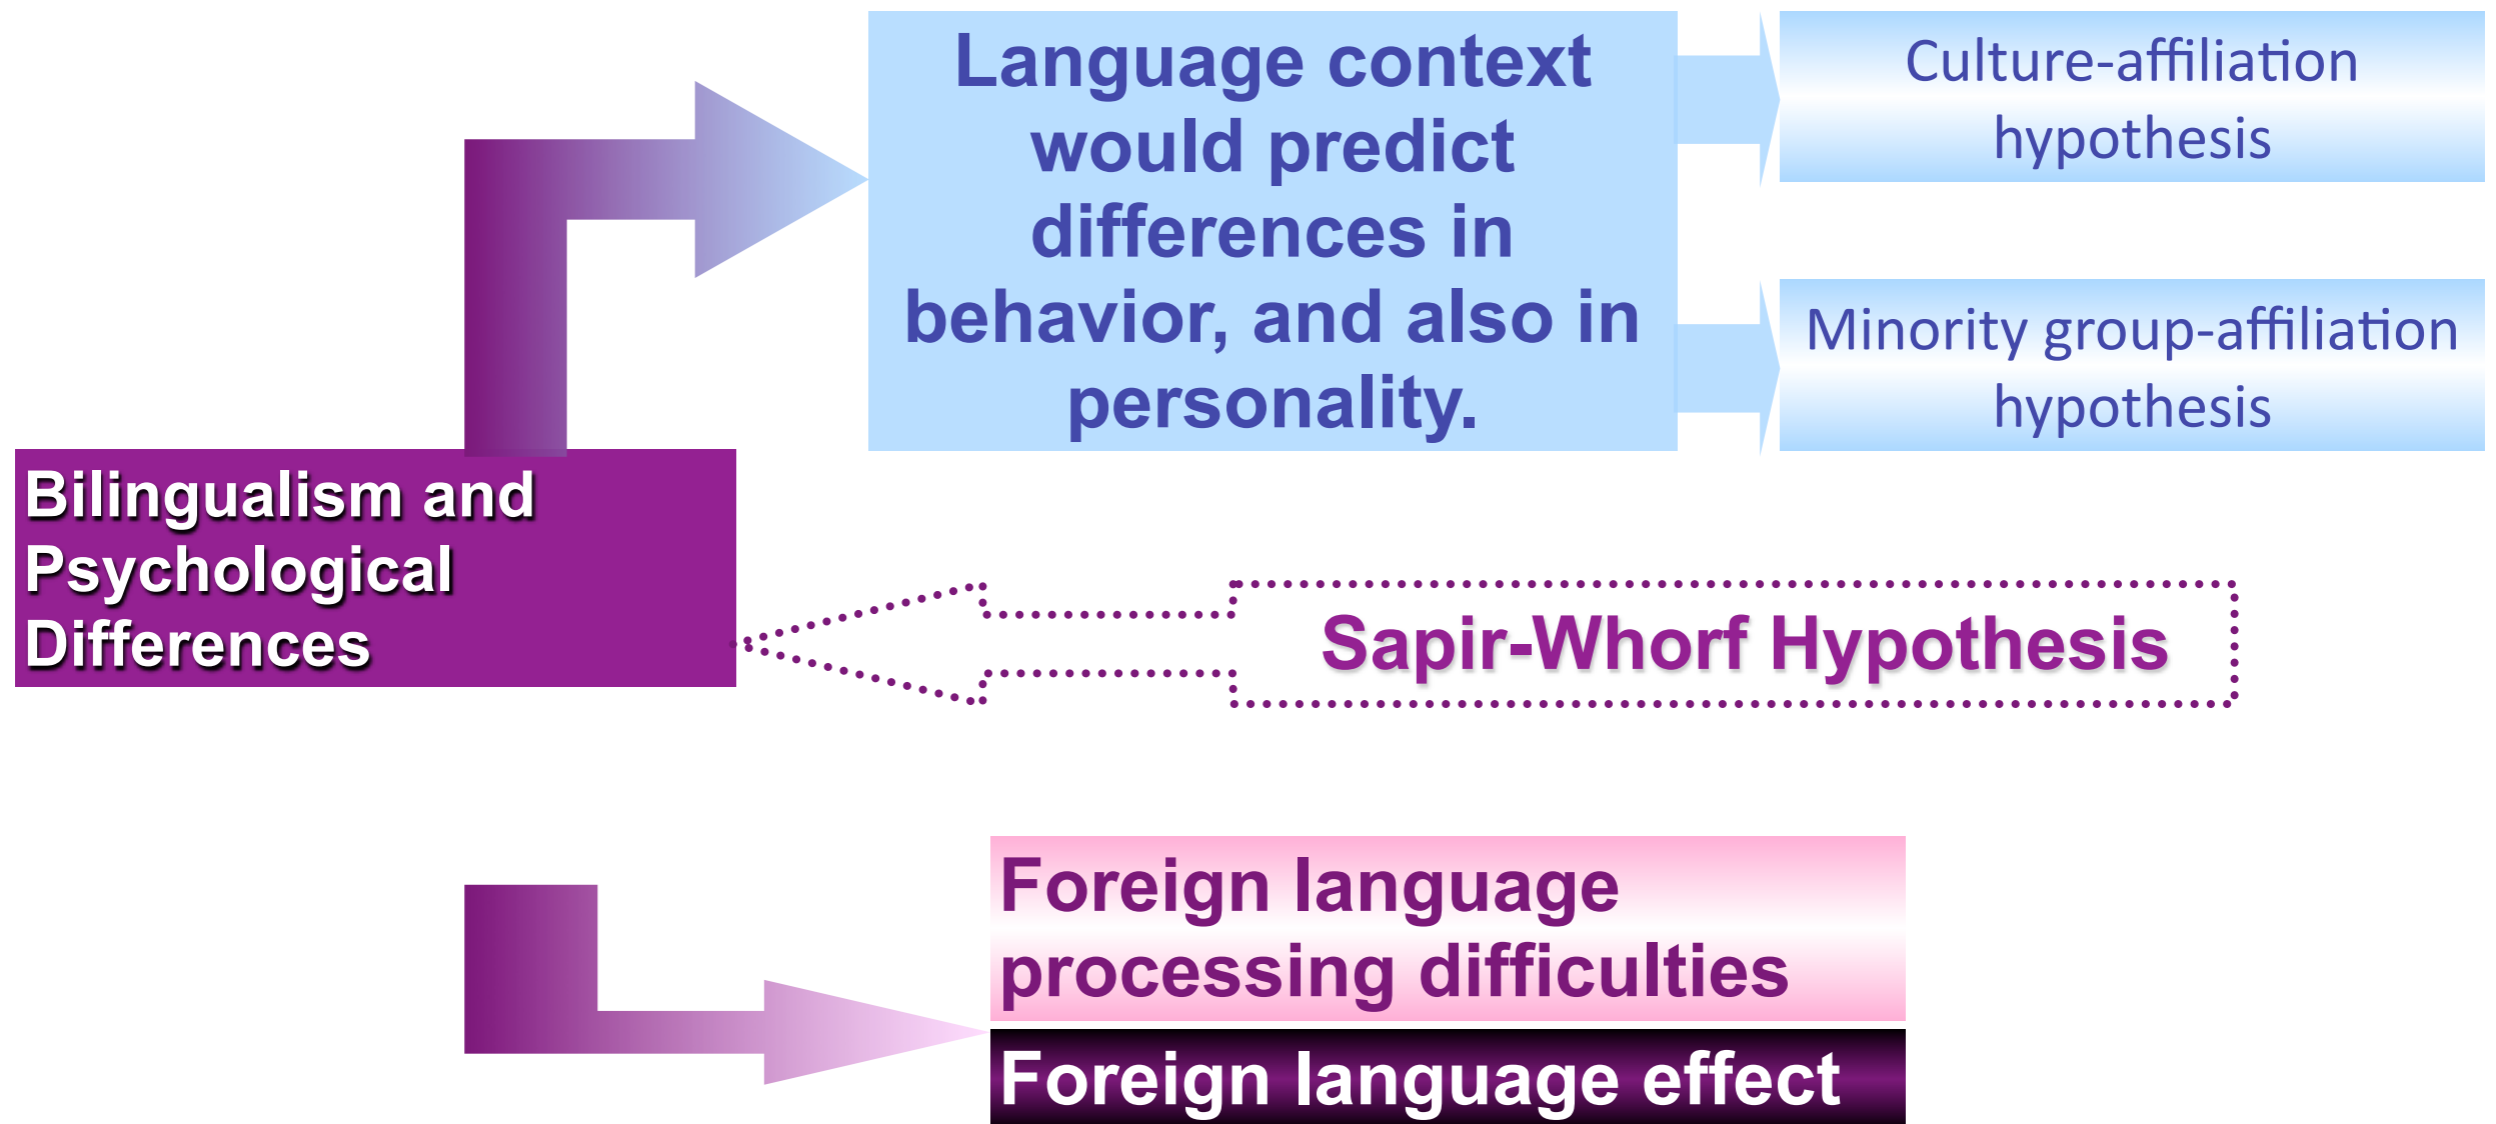 Language context
would predict
differences in
behavior, and also in
personality.
Culture-affiliation
hypothesis
Minority group-affiliation
hypothesis
Bilingualism and
Psychological
Differences
Sapir-Whorf Hypothesis
Foreign language
processing difficulties
Foreign language effect